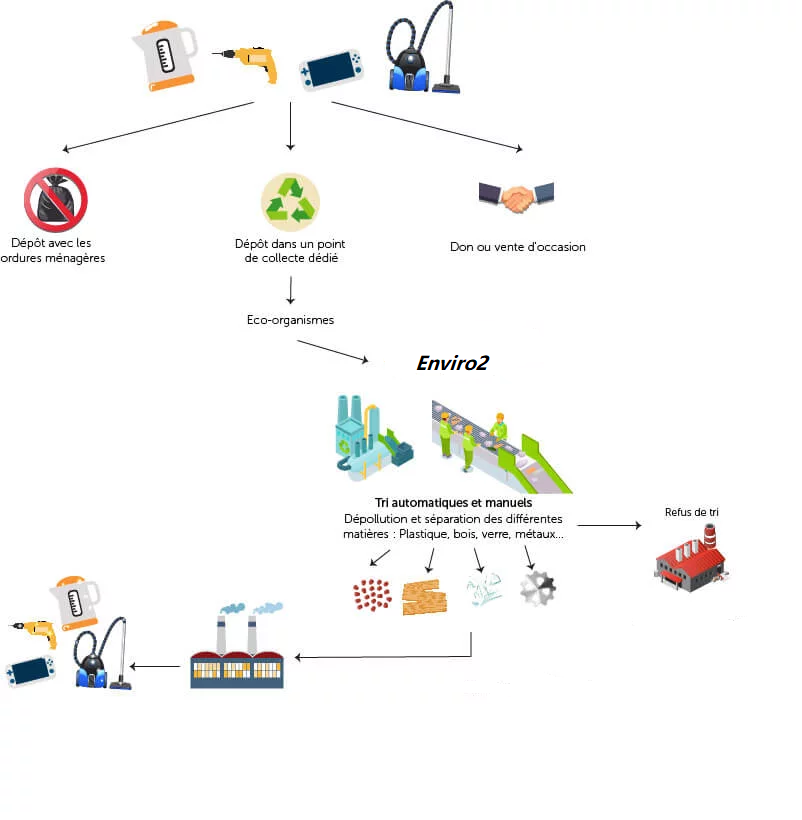 Dépôt avec les
ordures ménagères
Dépôt dans un point
de collecte dédié
Don ou vente d'occasion
Eco-organismes
Enviro2
Tri automatiques et manuels
Dépollution et séparation des différentes
matières : Plastique, bois, verre, métaux...
Refus de tri